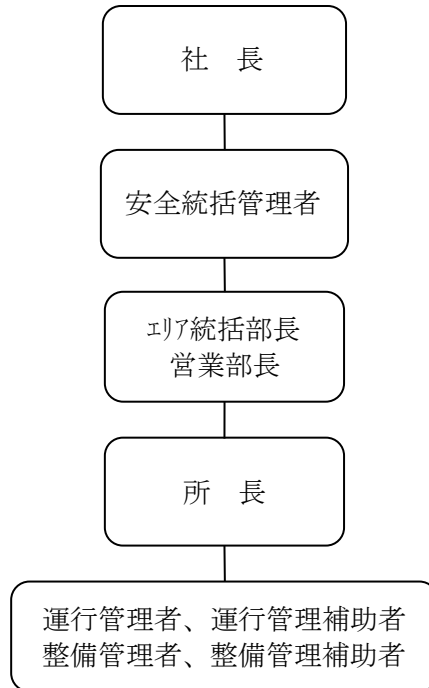 社　長
安全統括管理者
ｴﾘｱ統括部長
営業部長
所　長
運行管理者、運行管理補助者
整備管理者、整備管理補助者